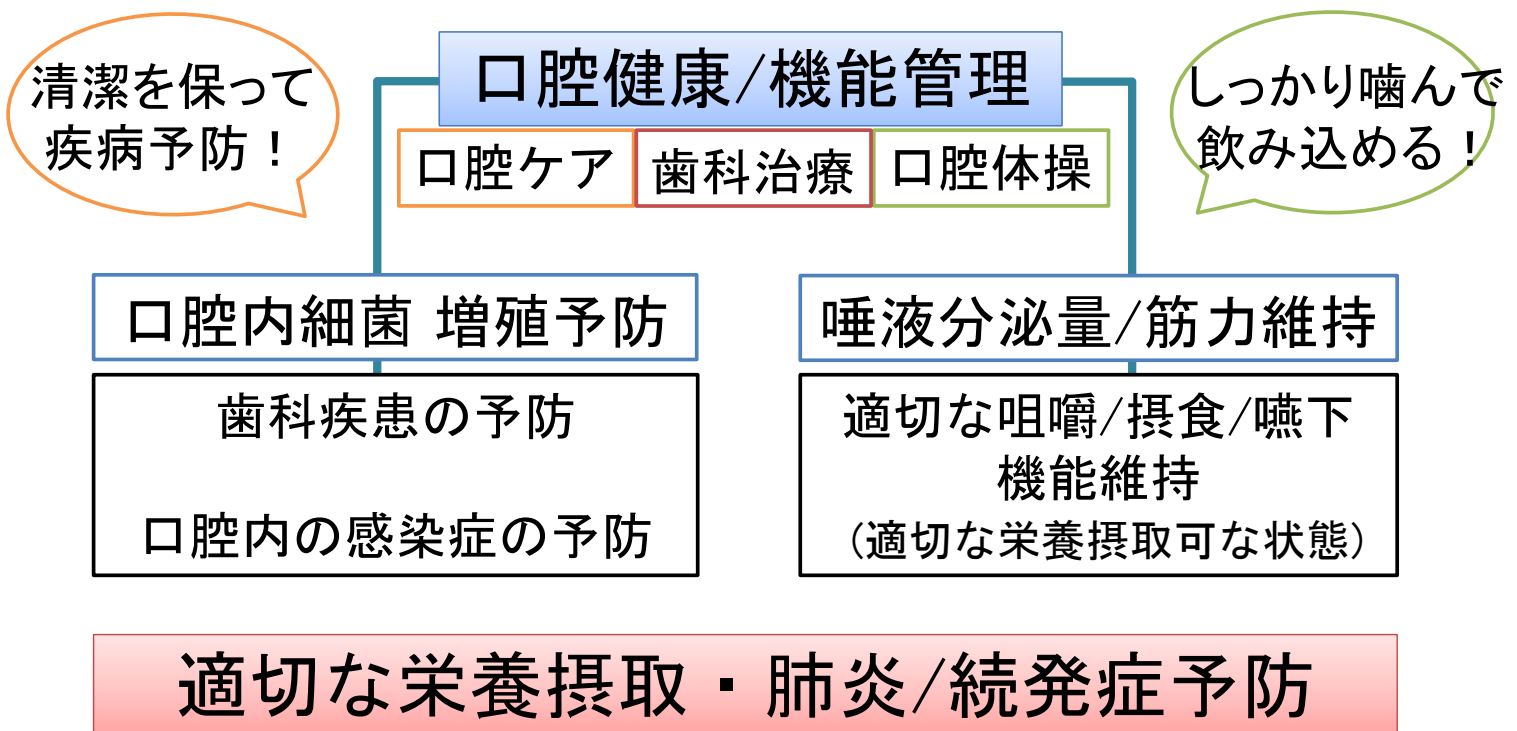 清潔を保って
疾病予防！
口腔健康/機能管理
しっかり噛んで
飲み込める！
口腔ケア
歯科治療
口腔体操
口腔内細菌 増殖予防
歯科疾患の予防
口腔内の感染症の予防
唾液分泌量/筋力維持
適切な咀嚼/摂食/嚥下
機能維持
（適切な栄養摂取可な状態）
適切な栄養摂取・肺炎/続発症予防